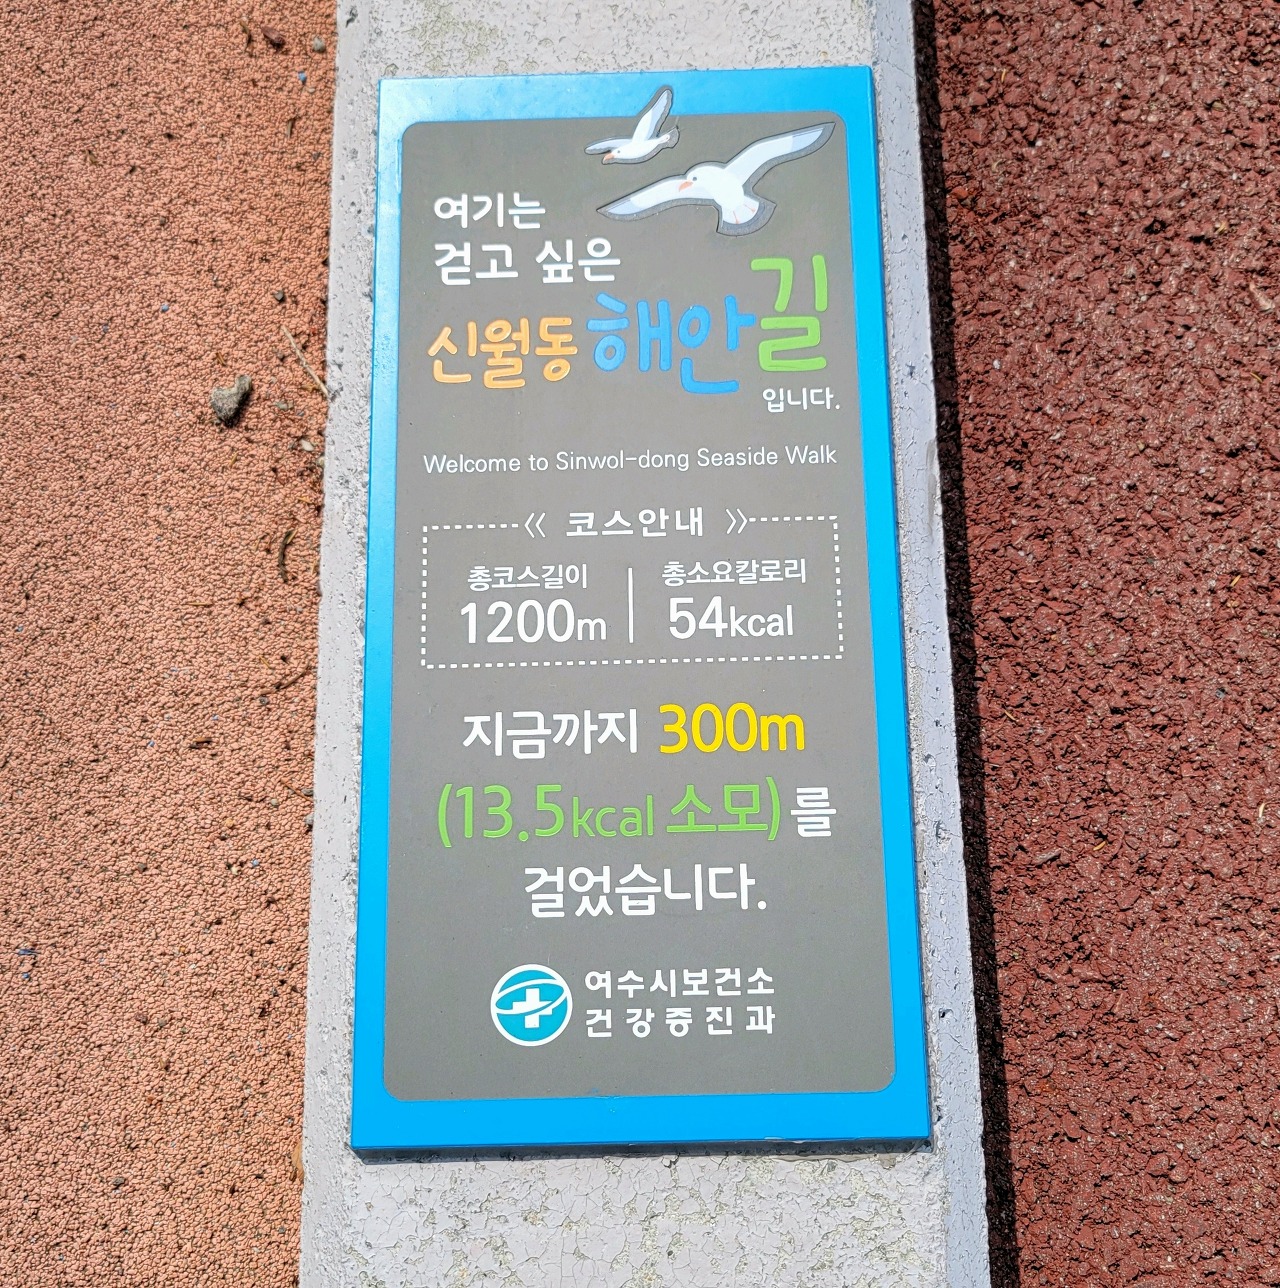 여기는
걷고 싶은
신월동 해안길
입니다.
Welcome to Sinwol-dong Seaside Walk
《 코스안내 》
총코스길이 | 총소요칼로리
1200m | 54kcal
지금까지 300m
(13.5kcal 소모)를
걸었습니다.
여수시보건소
건강증진과